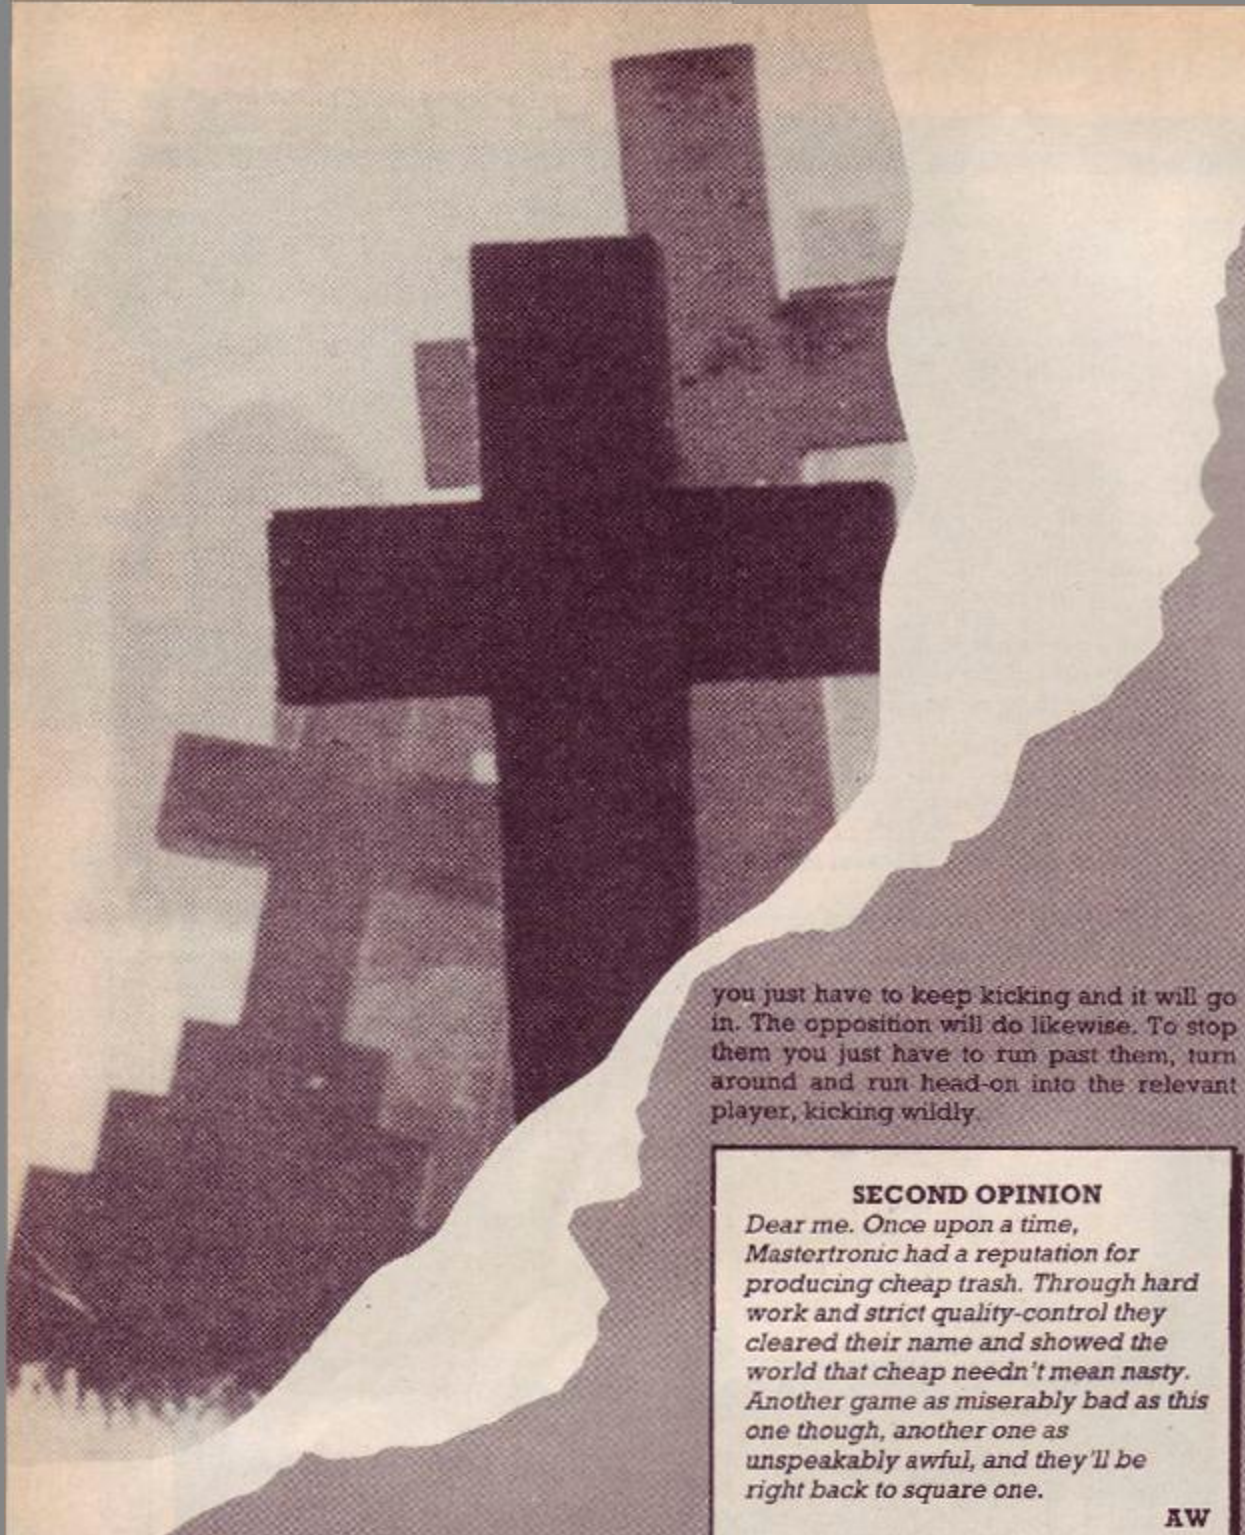 you just have to keep kicking and it will go
in. The opposition will do likewise. To stop
them you just have to run past them, turn
around and run head-on into the relevant
player, kicking wildly.
SECOND OPINION
Dear me. Once upon a time,
Mastertronic had a reputation for
producing cheap trash. Through hard
work and strict quality-control they
cleared their name and showed the
world that cheap needn't mean nasty.
Another game as miserably bad as this
one though, another one as
unspeakably awful, and they'll be
right back to square one.
AW